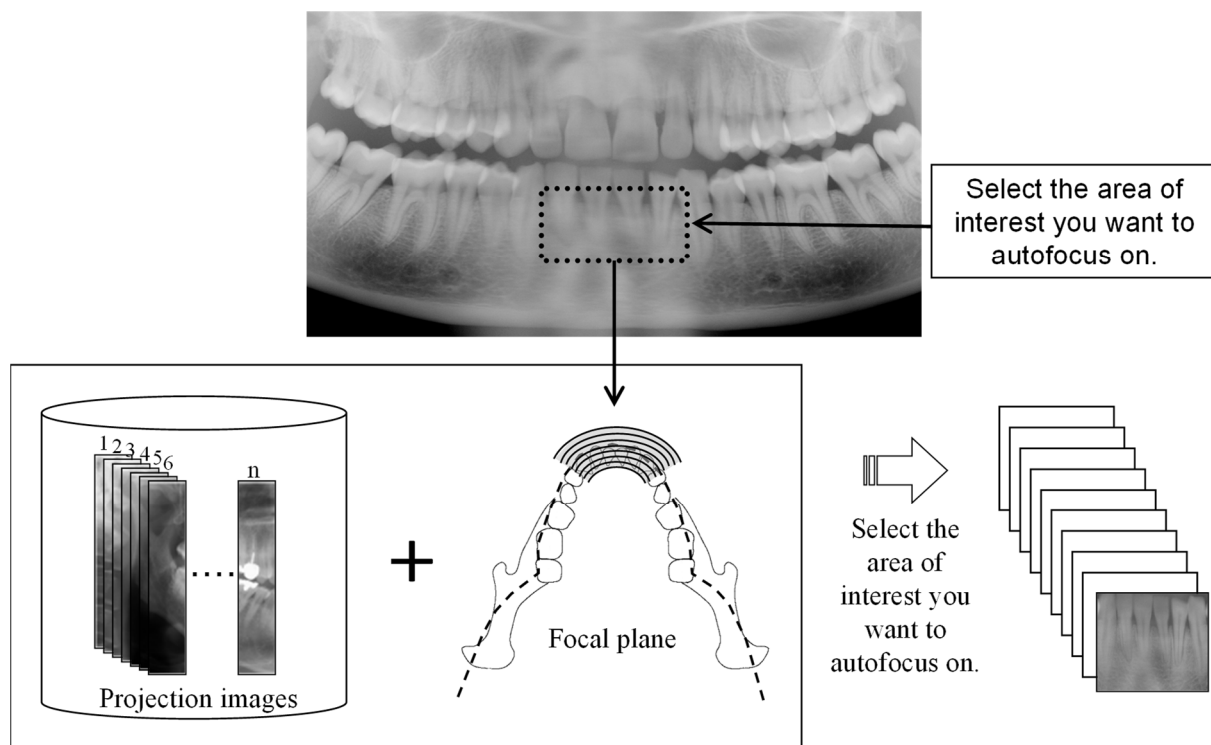 Select the area of
interest you want to
autofocus on.
1
2
3
4
5
6
n
Projection images
Focal plane
Select the
area of
interest you
want to
autofocus on.